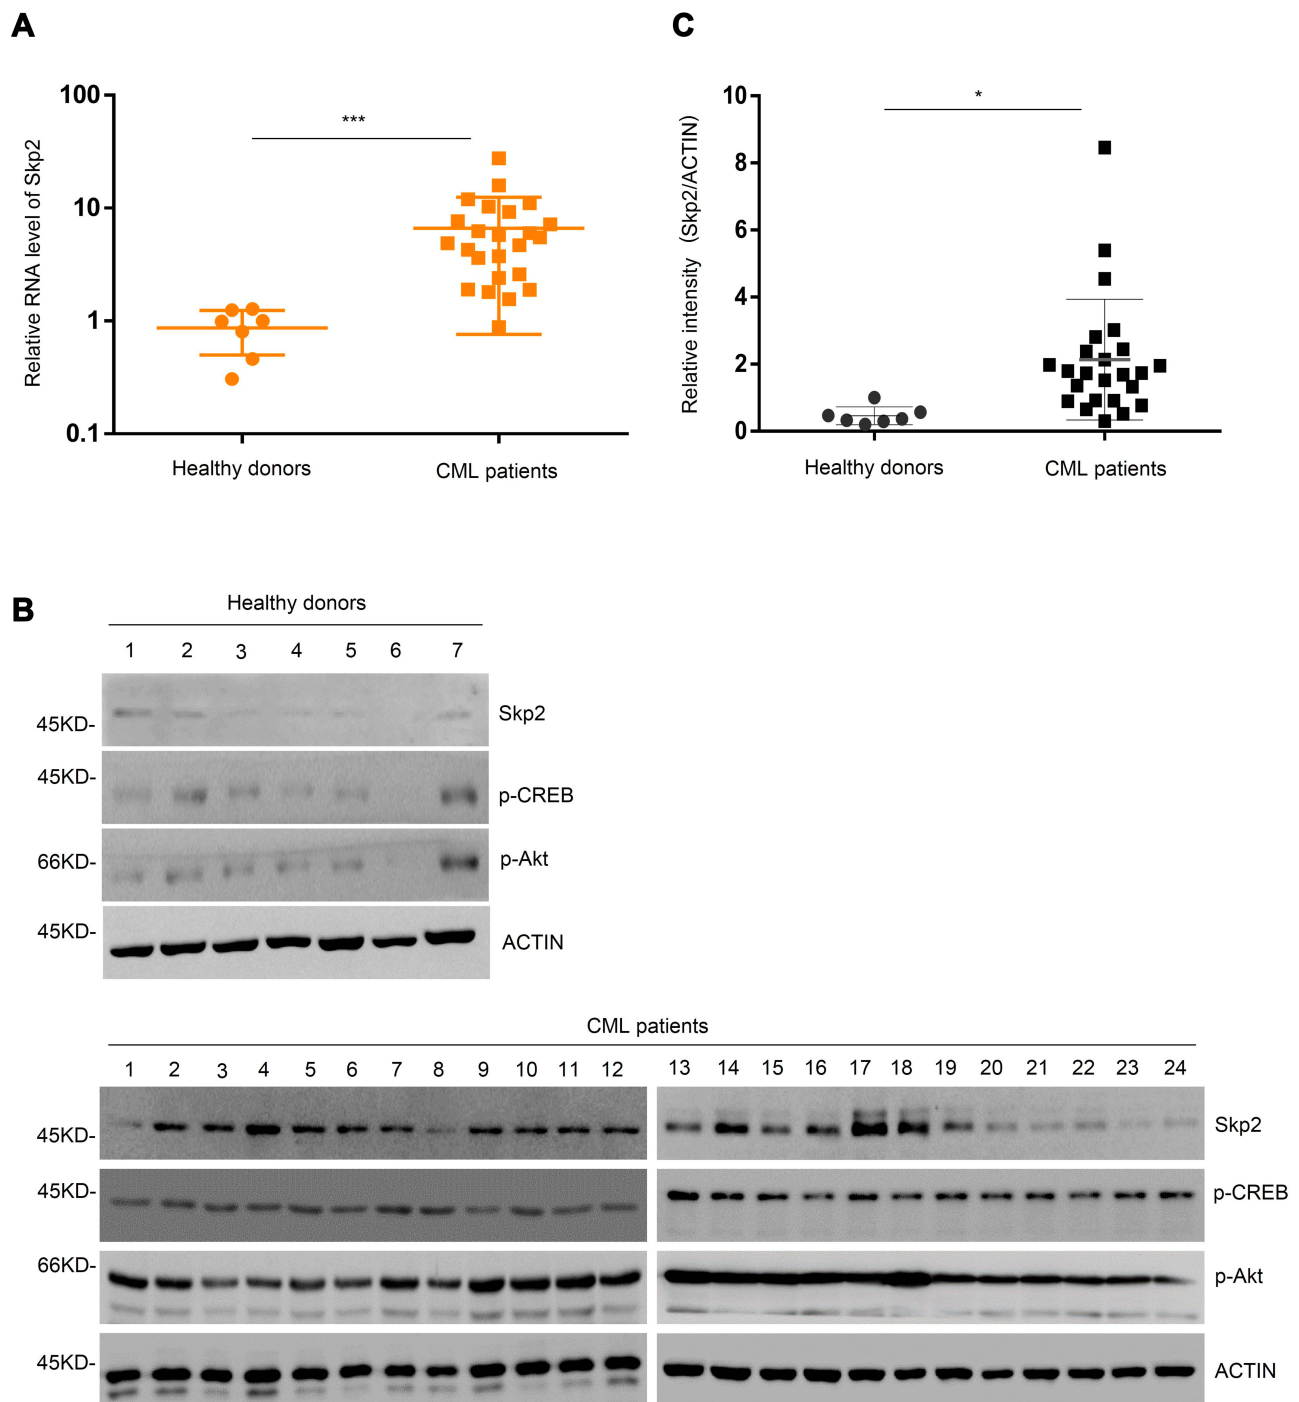 A
Relative RNA level of Skp2
100
10
1
0.1
***
Healthy donors
CML patients
C
Relative intensity (Skp2/ACTIN)
10
8
6
4
2
0
*
Healthy donors
CML patients
B
Healthy donors
1 2 3 4 5 6 7
45KD- Skp2
45KD- p-CREB
66KD- p-Akt
45KD- ACTIN
CML patients
1 2 3 4 5 6 7 8 9 10 11 12 13 14 15 16 17 18 19 20 21 22 23 24
45KD- Skp2
45KD- p-CREB
66KD- p-Akt
45KD- ACTIN